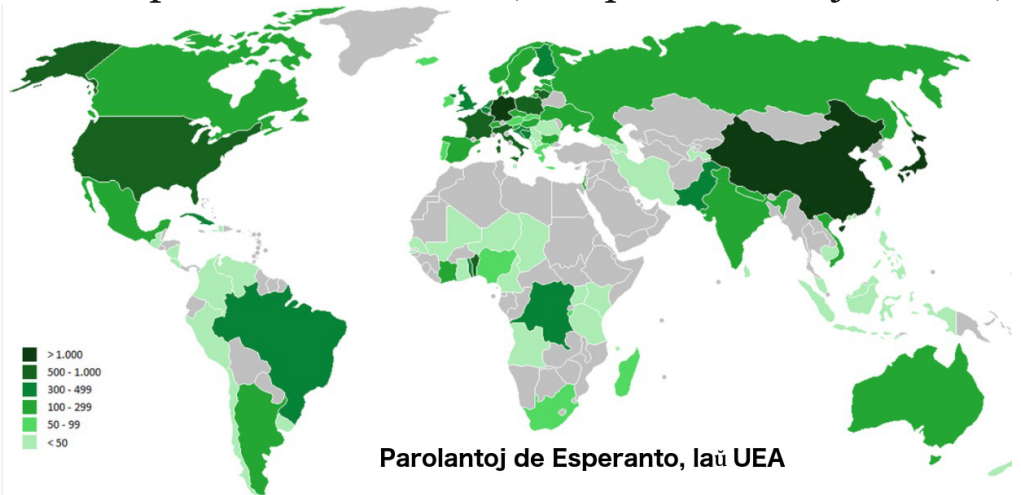 > 1.000
500 - 1.000
300 - 499
100 - 299
50 - 99
< 50
Parolantoj de Esperanto, laŭ UEA